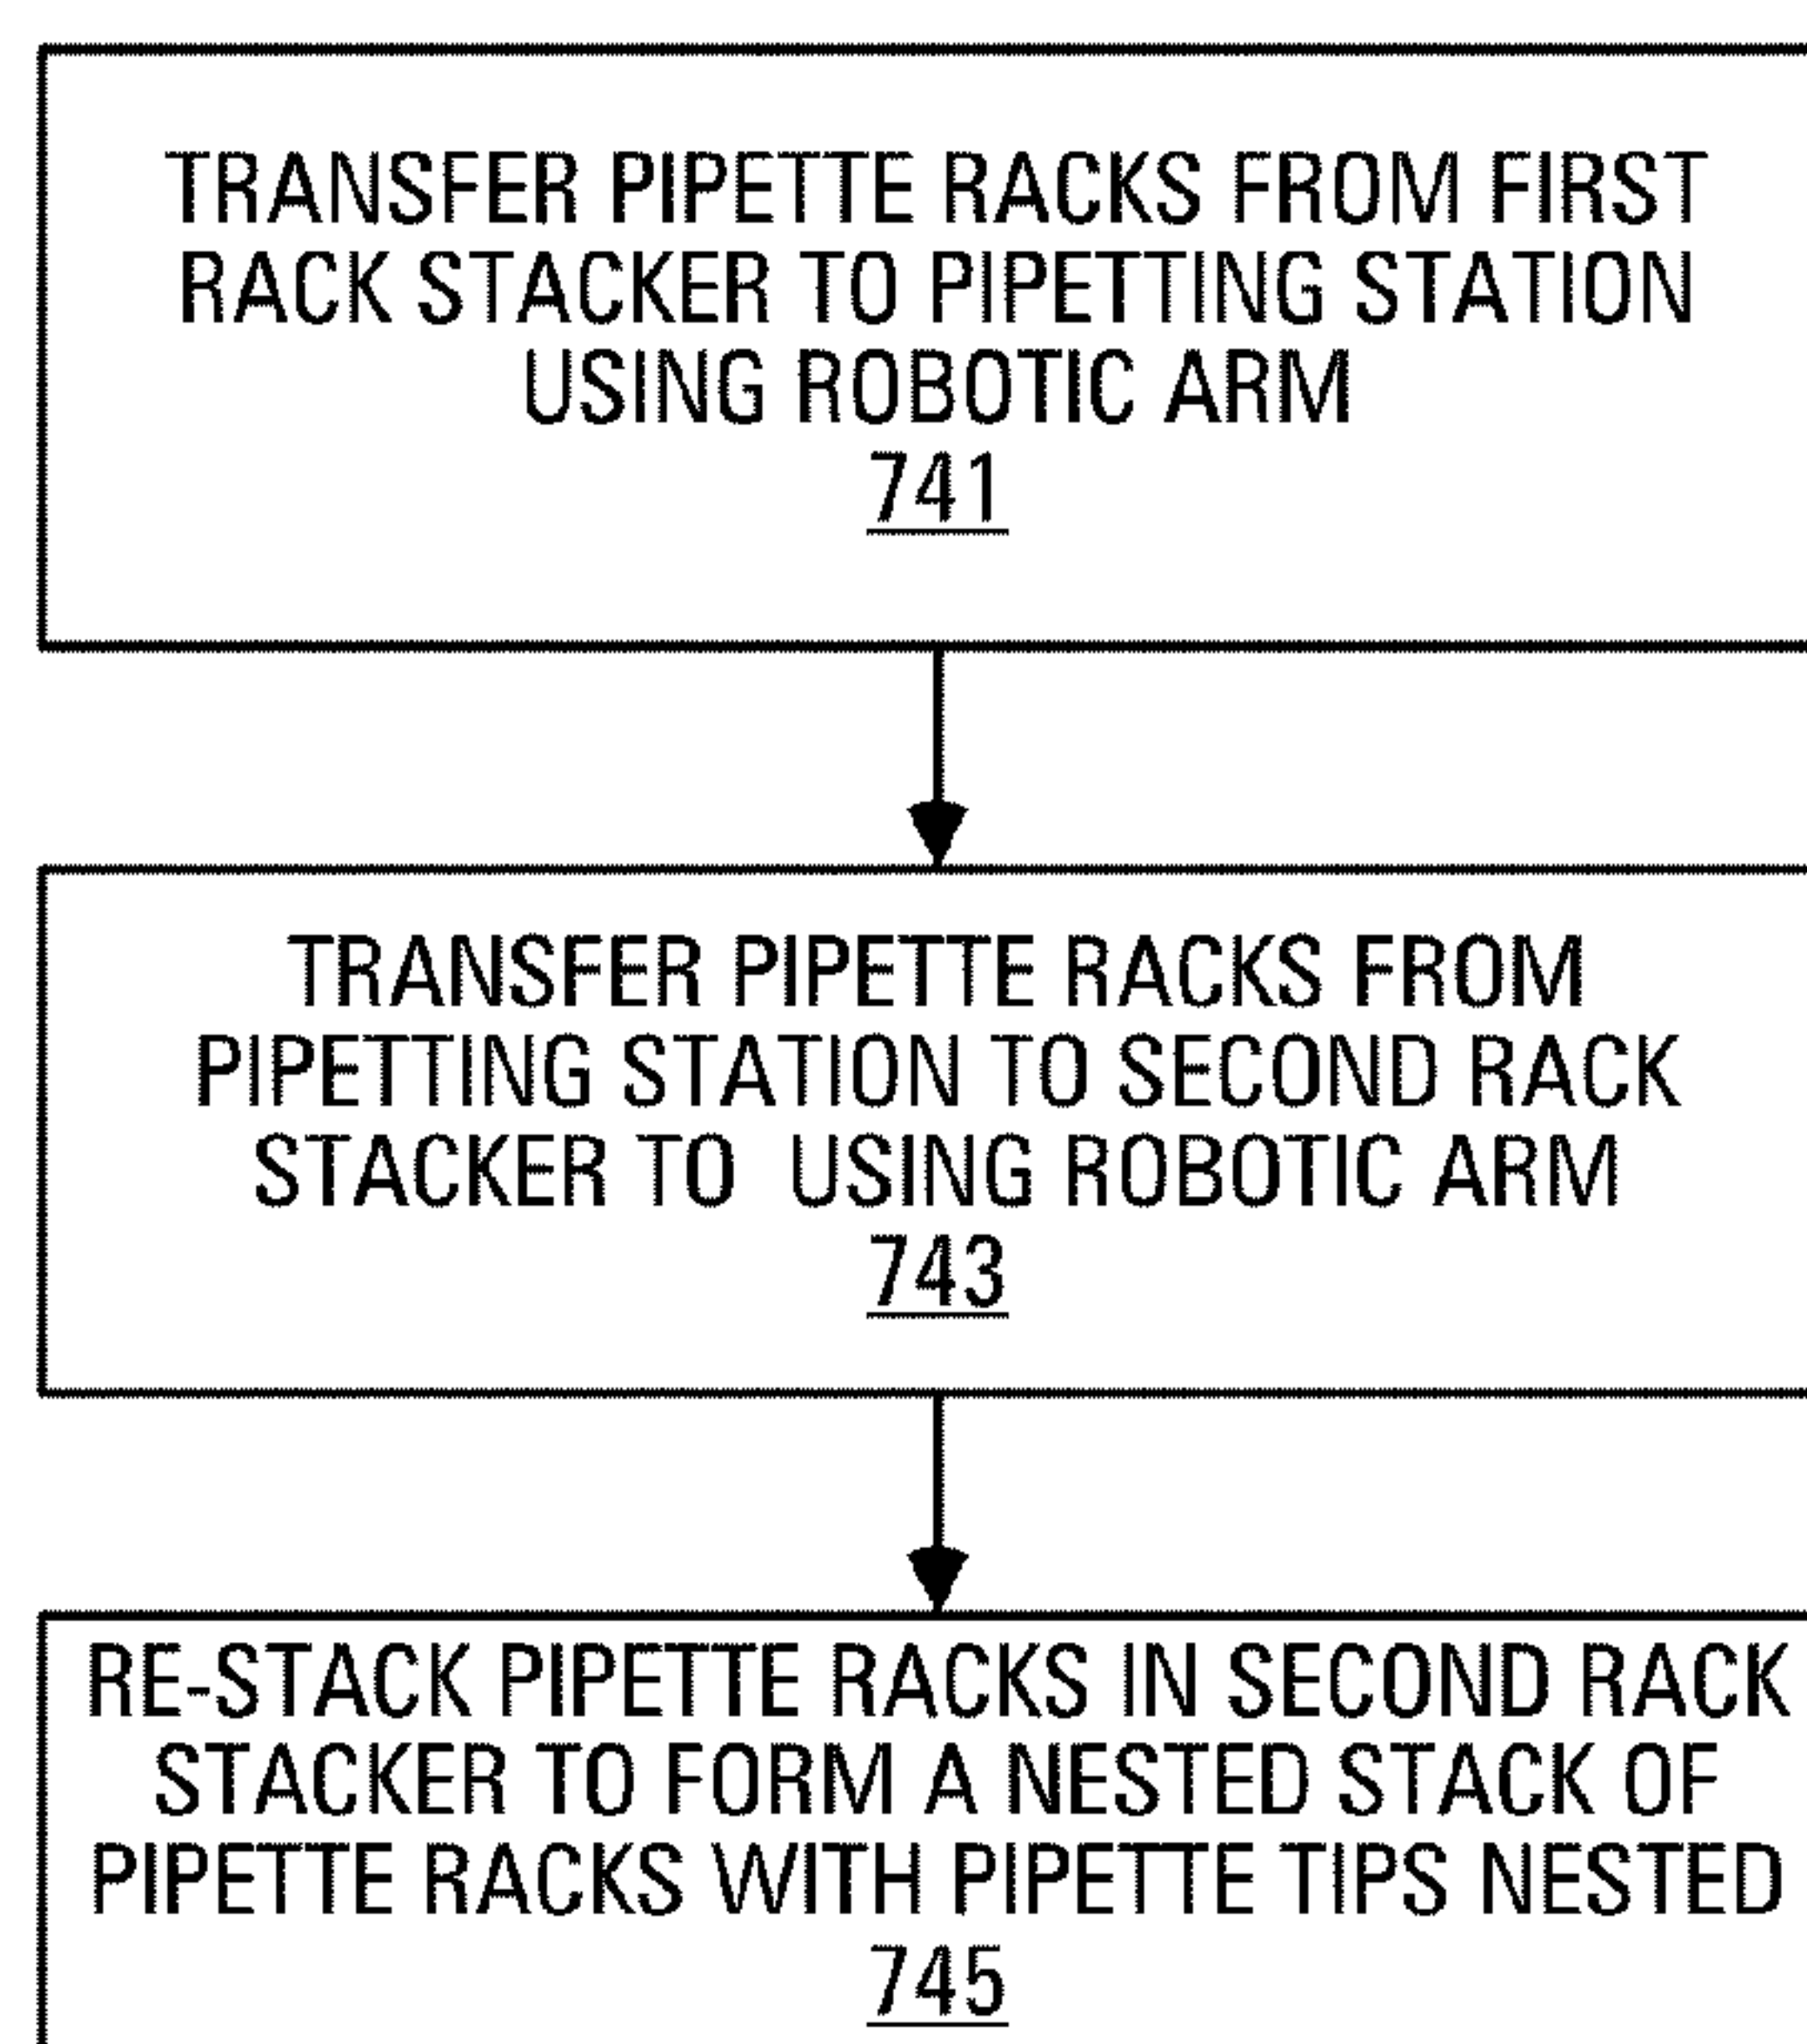 TRANSFER PIPETTE RACKS FROM FIRST
RACK STACKER TO PIPETTING STATION
USING ROBOTIC ARM
741
TRANSFER PIPETTE RACKS FROM
PIPETTING STATION TO SECOND RACK
STACKER TO  USING ROBOTIC ARM
743
RE-STACK PIPETTE RACKS IN SECOND RACK
STACKER TO FORM A NESTED STACK OF
PIPETTE RACKS WITH PIPETTE TIPS NESTED
745